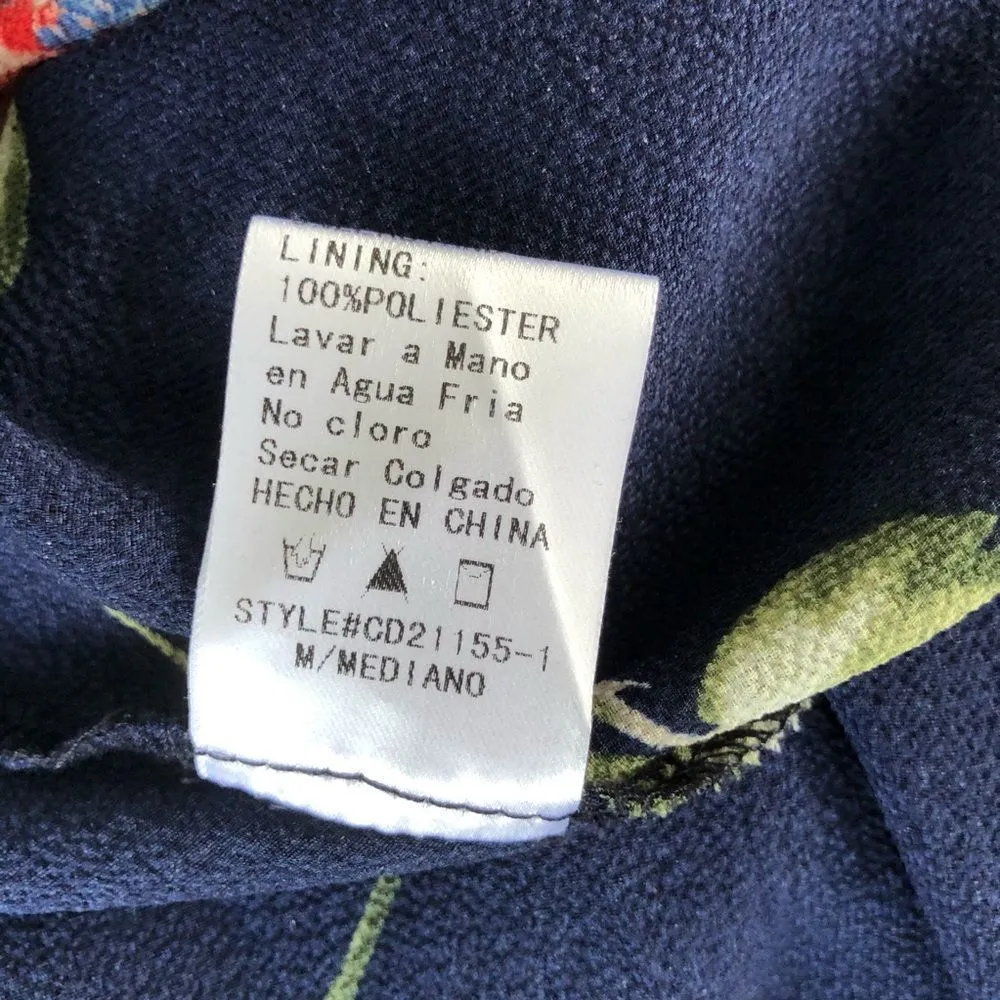 LINING:
100%POLIESTER
Lavar a Mano
en Agua Fria
No cloro
Secar Colgado
HECHO EN CHINA
STYLE#CD21155-1
M/MEDIANO